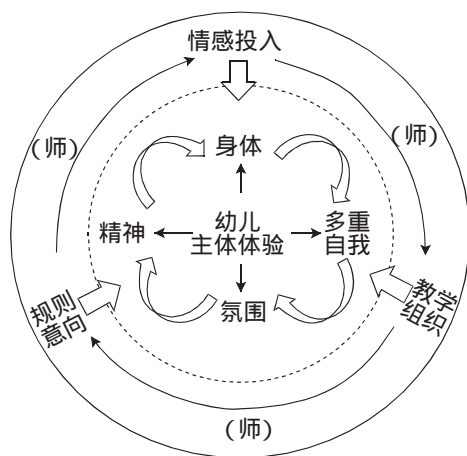 情感投入
(师)
(师)
身体
精神
幼儿
主体体验
多重
自我
氛围
规则
意向
教学
组织
(师)